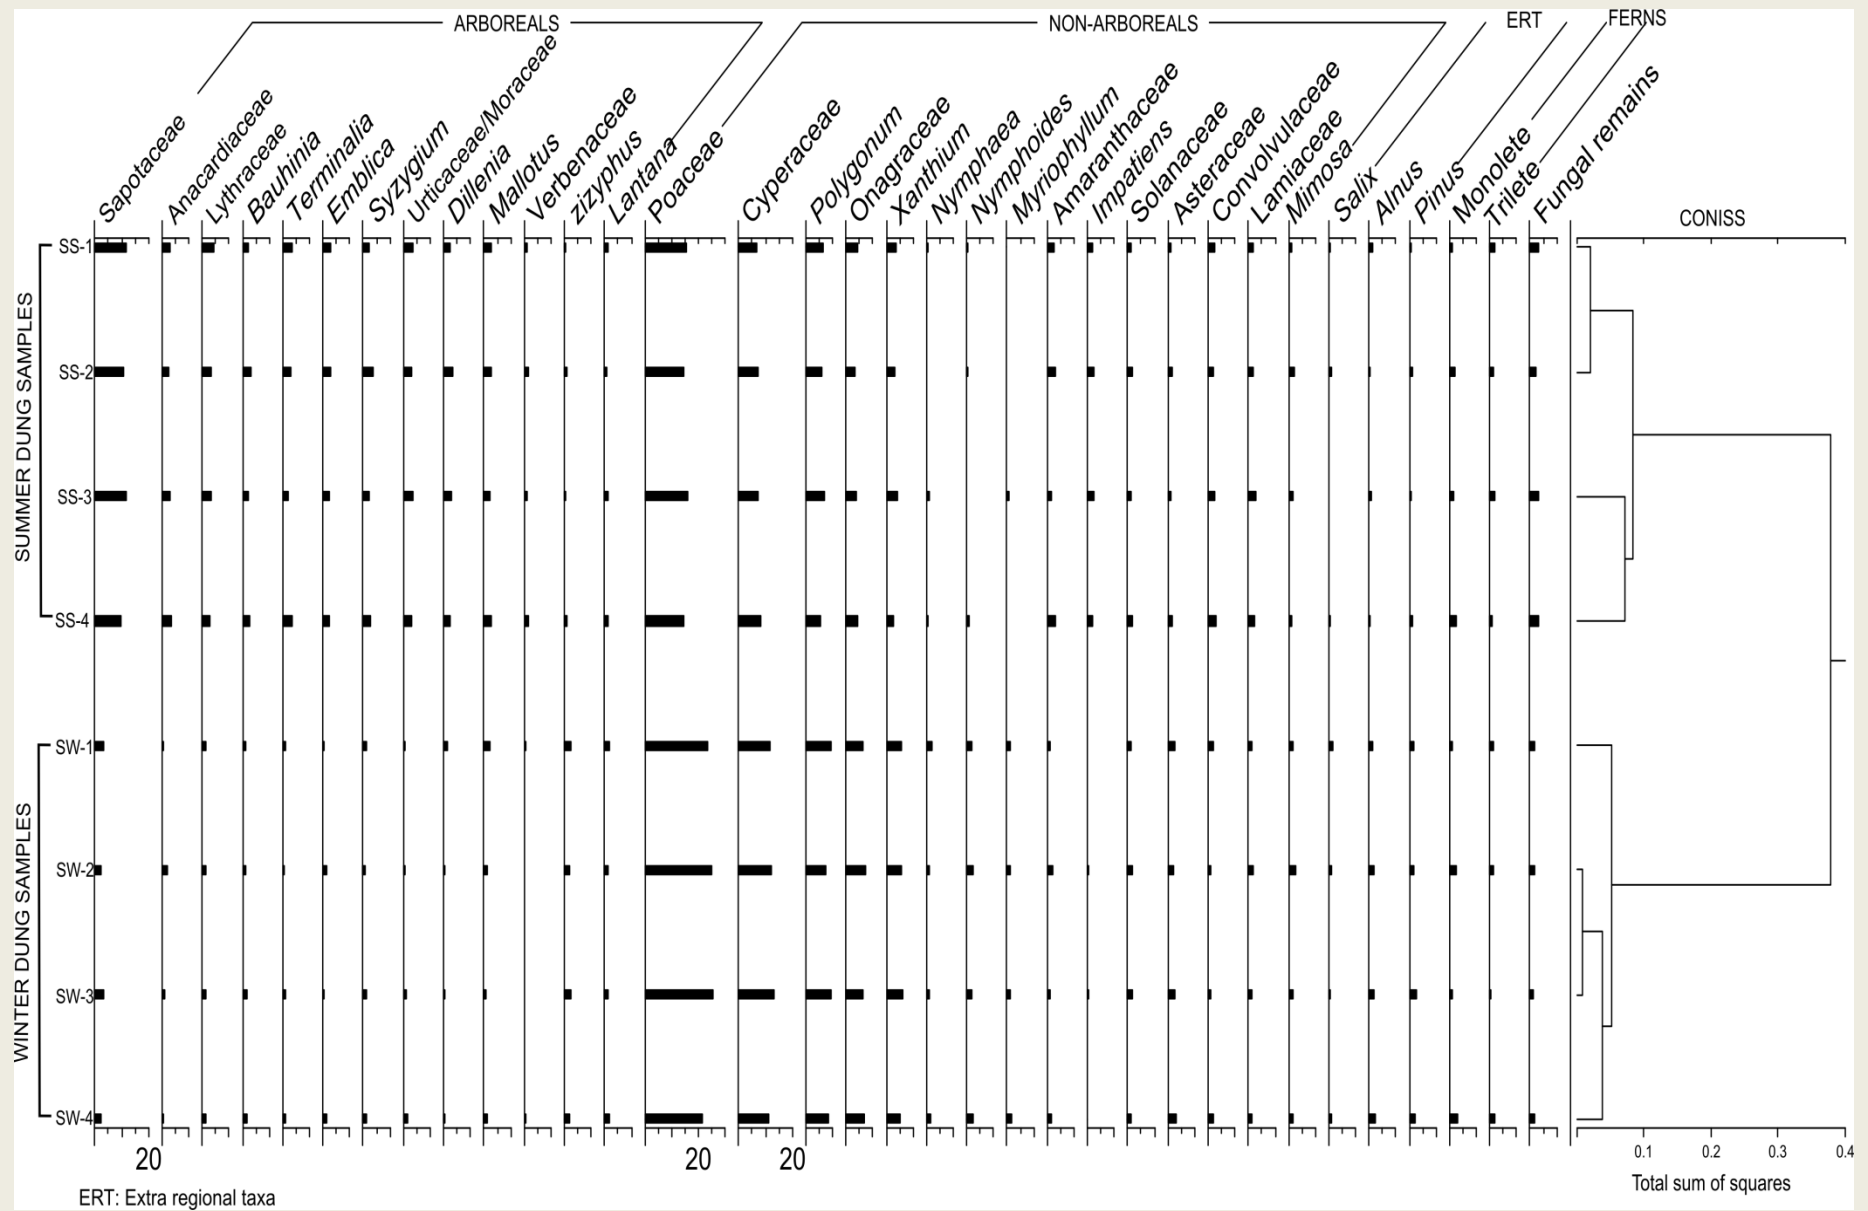 ARBOREALS
NON-ARBOREALS
ERT
FERNS
Sapotaceae
Anacardiaceae
Lythraceae
Bauhinia
Terminalia
Emblica
Syzygium
Urticaceae/Moraceae
Dillenia
Mallotus
Verbenaceae
zizyphus
Lantana
Poaceae
Cyperaceae
Polygonum
Onagraceae
Xanthium
Nymphaea
Nymphoides
Myriophyllum
Amaranthaceae
Impatiens
Solanaceae
Asteraceae
Convolvulaceae
Lamiaceae
Mimosa
Salix
Alnus
Pinus
Monolete
Trilete
Fungal remains
CONISS
SUMMER DUNG SAMPLES
SS-1
SS-2
SS-3
SS-4
WINTER DUNG SAMPLES
SW-1
SW-2
SW-3
SW-4
20
20
20
0.1
0.2
0.3
0.4
Total sum of squares
ERT: Extra regional taxa